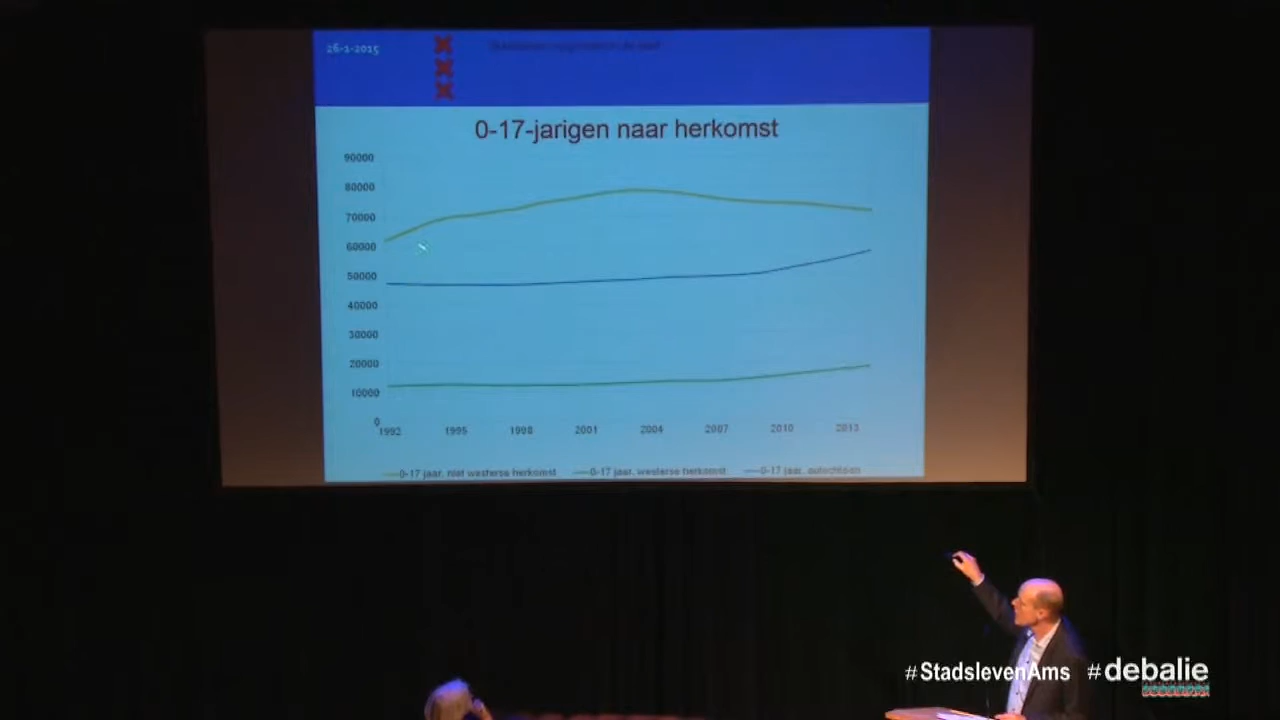 26-1-2015
0-17-jarigen naar herkomst
90000
80000
70000
60000
50000
40000
30000
20000
10000
0
1992 1995 1998 2001 2004 2007 2010 2013
0-17 jaar, niet westerse herkomst 0-17 jaar, westerse herkomst 0-17 jaar, autochtoon
#StadslevenAms #debalie